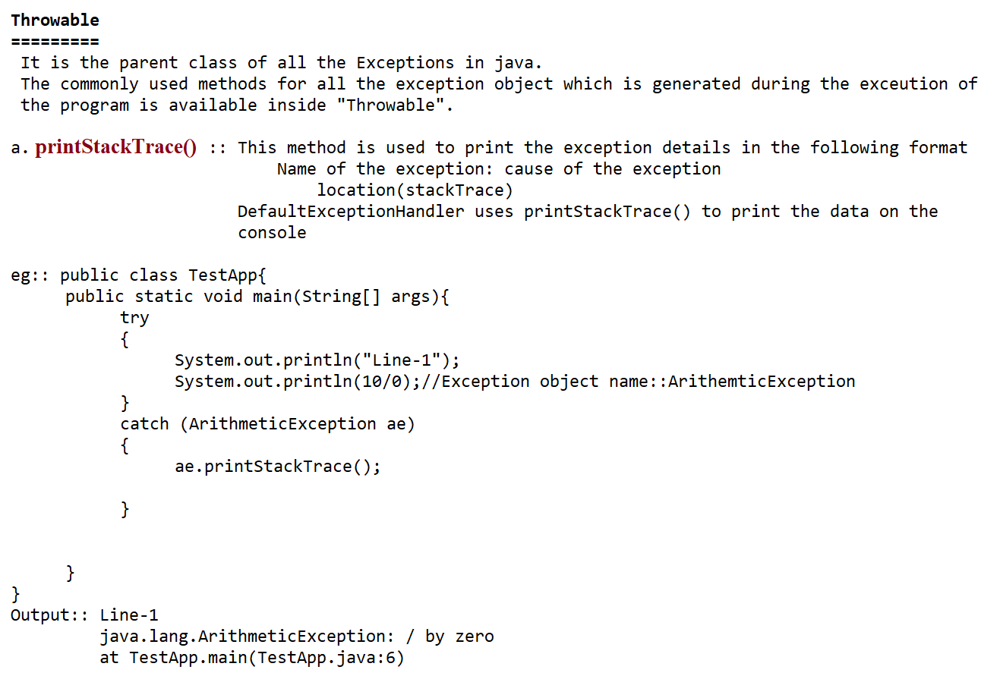 Throwable
=========
It is the parent class of all the Exceptions in java.
The commonly used methods for all the exception object which is generated during the exceution of
the program is available inside "Throwable".
a. printStackTrace() :: This method is used to print the exception details in the following format
Name of the exception: cause of the exception
location(stackTrace)
DefaultExceptionHandler uses printStackTrace() to print the data on the
console
eg:: public class TestApp{
public static void main(String[] args){
try
{
System.out.println("Line-1");
System.out.println(10/0);//Exception object name::ArithemticException
}
catch (ArithmeticException ae)
{
ae.printStackTrace();
}
}
}
Output:: Line-1
java.lang.ArithmeticException: / by zero
at TestApp.main(TestApp.java:6)